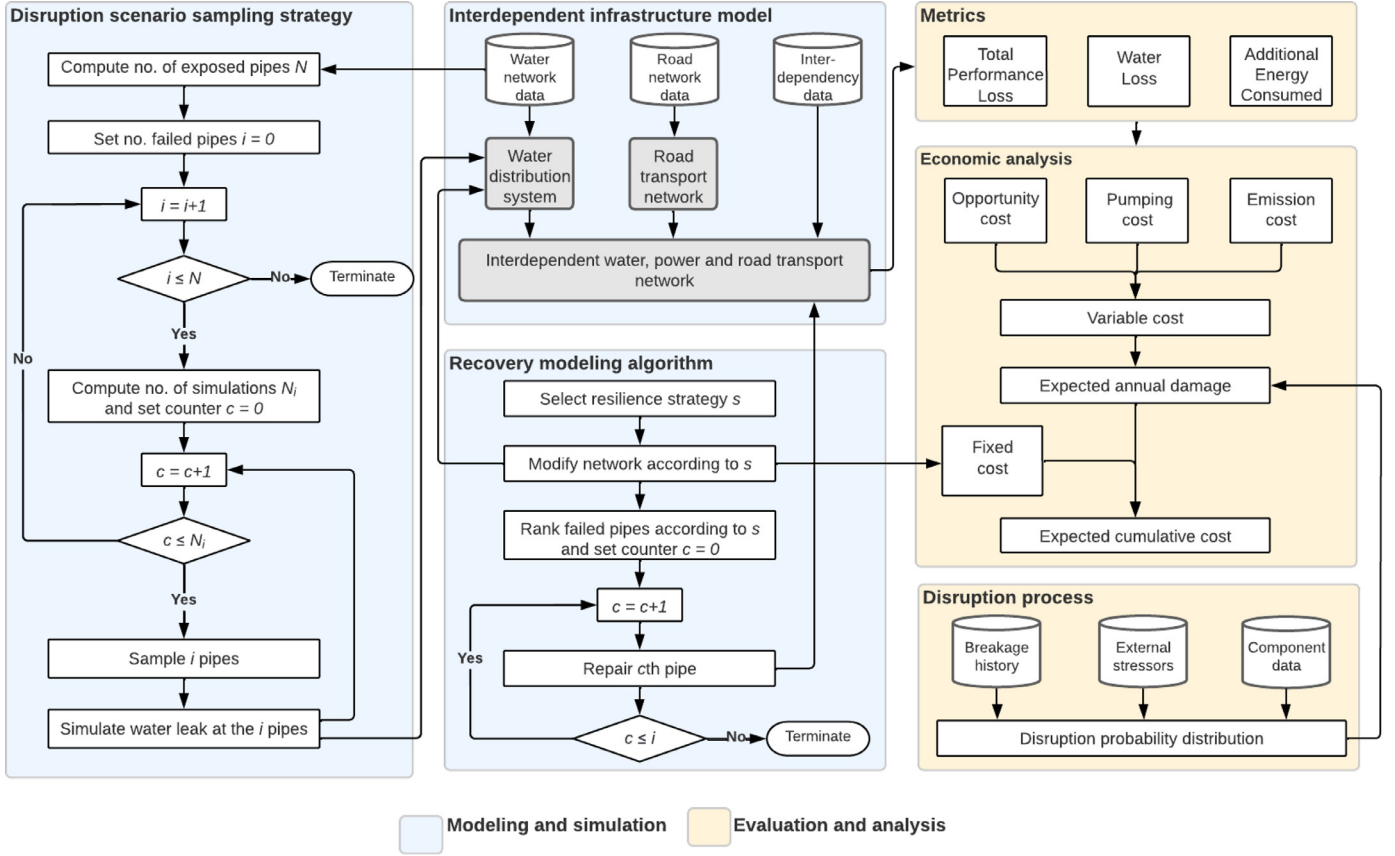 Disruption scenario sampling strategy
Compute no. of exposed pipes N
Set no. failed pipes i = 0
i = i+1
i ≤ N
No
Terminate
Yes
No
Compute no. of simulations Nᵢ
and set counter c = 0
c = c+1
c ≤ Nᵢ
Yes
Sample i pipes
Simulate water leak at the i pipes
Interdependent infrastructure model
Water
network
data
Road
network
data
Inter-
dependency
data
Water
distribution
system
Road
transport
network
Interdependent water, power and road transport
network
Recovery modeling algorithm
Select resilience strategy s
Modify network according to s
Rank failed pipes according to s
and set counter c = 0
c = c+1
Yes
Repair cth pipe
c ≤ i
No
Terminate
Metrics
Total
Performance
Loss
Water
Loss
Additional
Energy
Consumed
Economic analysis
Opportunity
cost
Pumping
cost
Emission
cost
Variable cost
Expected annual damage
Fixed
cost
Expected cumulative cost
Disruption process
Breakage
history
External
stressors
Component
data
Disruption probability distribution
Modeling and simulation
Evaluation and analysis